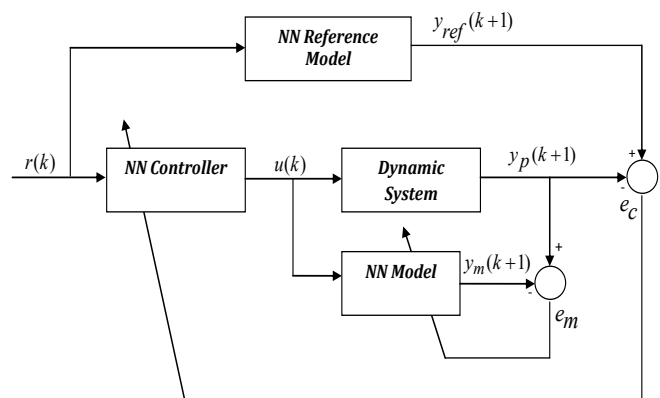 NN Reference
Model
y_ref(k+1)
r(k)
NN Controller
u(k)
Dynamic
System
y_p(k+1)
+
-
e_c
NN Model
y_m(k+1)
+
-
e_m